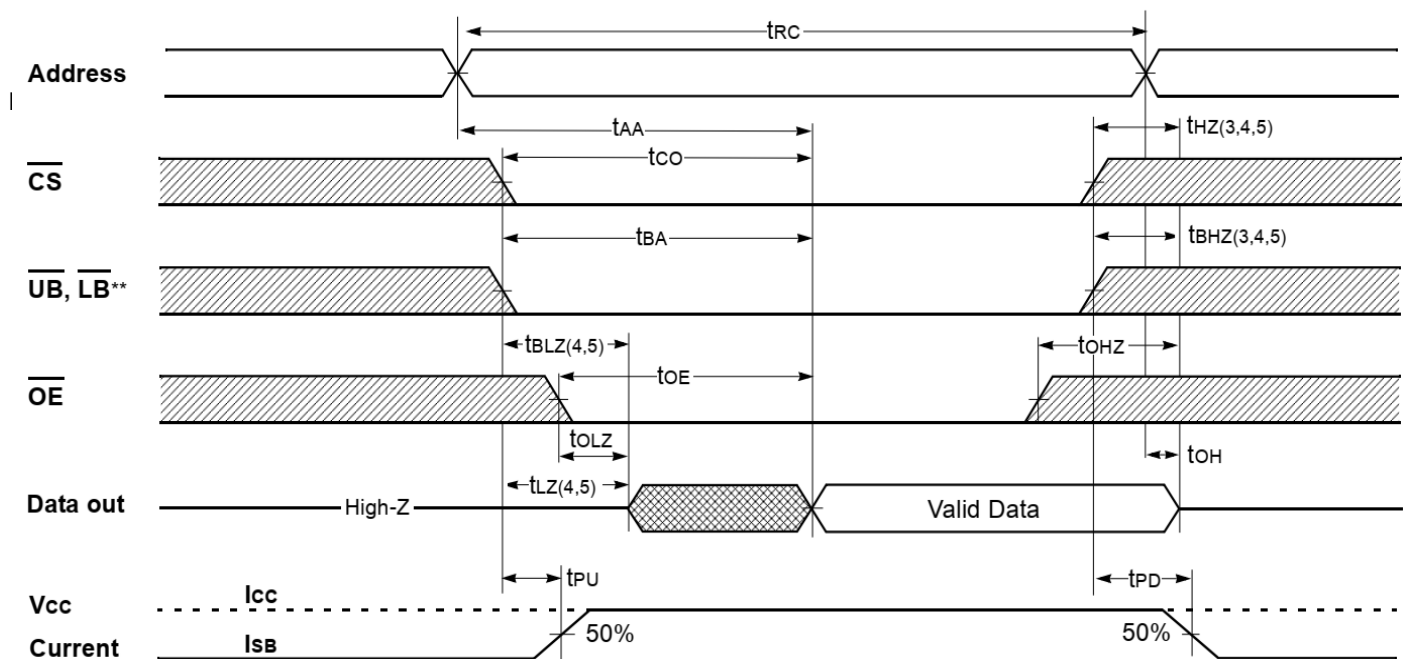 tRC
Address
tAA
tHZ(3,4,5)
tCO
CS
tBA
tBHZ(3,4,5)
UB, LB**
tBLZ(4,5)
tOHZ
tOE
OE
tOLZ
tOH
tLZ(4,5)
Data out
High-Z
Valid Data
tPU
tPD
ICC
Vcc
50%
50%
Current
ISB